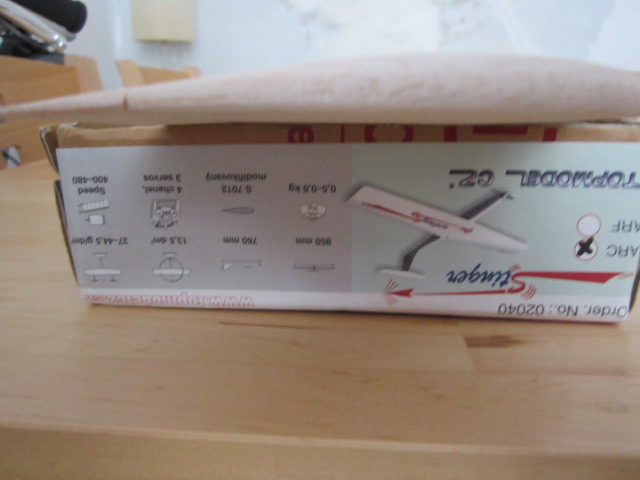 Order. No.: 02040
Stinger
ARC
ARF
TOPMODEL CZ
950 mm
760 mm
13,5 dm²
37-44,5 g/dm²
0,5-0,6 kg
S 7012
modifikovaný
4 chanel,
3 servos
Speed
400-480